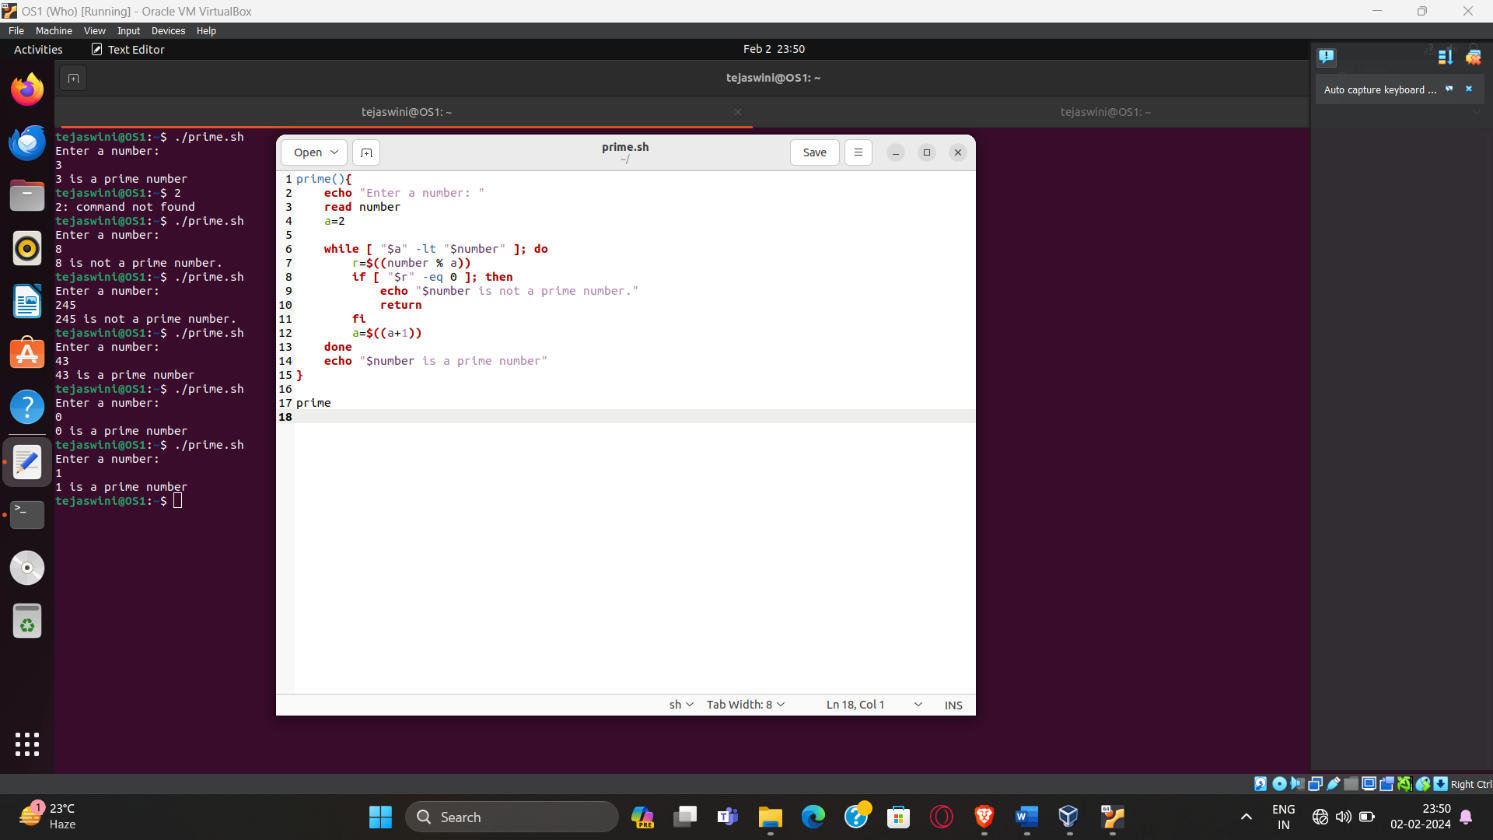 OS1 (Who) [Running] - Oracle VM VirtualBox
File Machine View Input Devices Help
Activities Text Editor Feb 2 23:50
tejaswini@OS1: ~
tejaswini@OS1: ~ tejaswini@OS1: ~
Auto capture keyboard ...
tejaswini@OS1:~$ ./prime.sh
Enter a number:
3
3 is a prime number
tejaswini@OS1:~$ 2
2: command not found
tejaswini@OS1:~$ ./prime.sh
Enter a number:
8
8 is not a prime number.
tejaswini@OS1:~$ ./prime.sh
Enter a number:
245
245 is not a prime number.
tejaswini@OS1:~$ ./prime.sh
Enter a number:
43
43 is a prime number
tejaswini@OS1:~$ ./prime.sh
Enter a number:
0
0 is a prime number
tejaswini@OS1:~$ ./prime.sh
Enter a number:
1
1 is a prime number
tejaswini@OS1:~$
Open prime.sh Save
~/
1 prime(){
2     echo "Enter a number: "
3     read number
4     a=2
5
6     while [ "$a" -lt "$number" ]; do
7         r=$((number % a))
8         if [ "$r" -eq 0 ]; then
9             echo "$number is not a prime number."
10             return
11         fi
12         a=$((a+1))
13     done
14     echo "$number is a prime number"
15 }
16
17 prime
18
sh Tab Width: 8 Ln 18, Col 1 INS
Right Ctrl
1 23°C
Haze
Search
PRE
ENG
IN
23:50
02-02-2024